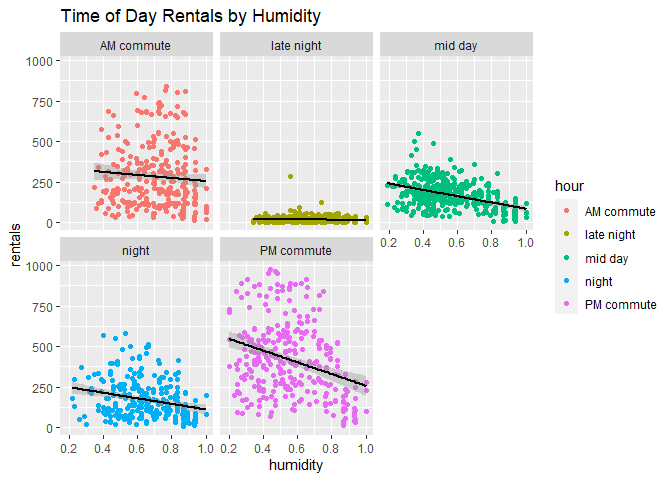 Time of Day Rentals by Humidity
AM commute
late night
mid day
1000
750
500
250
0
0.2 0.4 0.6 0.8 1.0
night
PM commute
1000
750
500
250
0
0.2 0.4 0.6 0.8 1.0
0.2 0.4 0.6 0.8 1.0
humidity
rentals
hour
AM commute
late night
mid day
night
PM commute